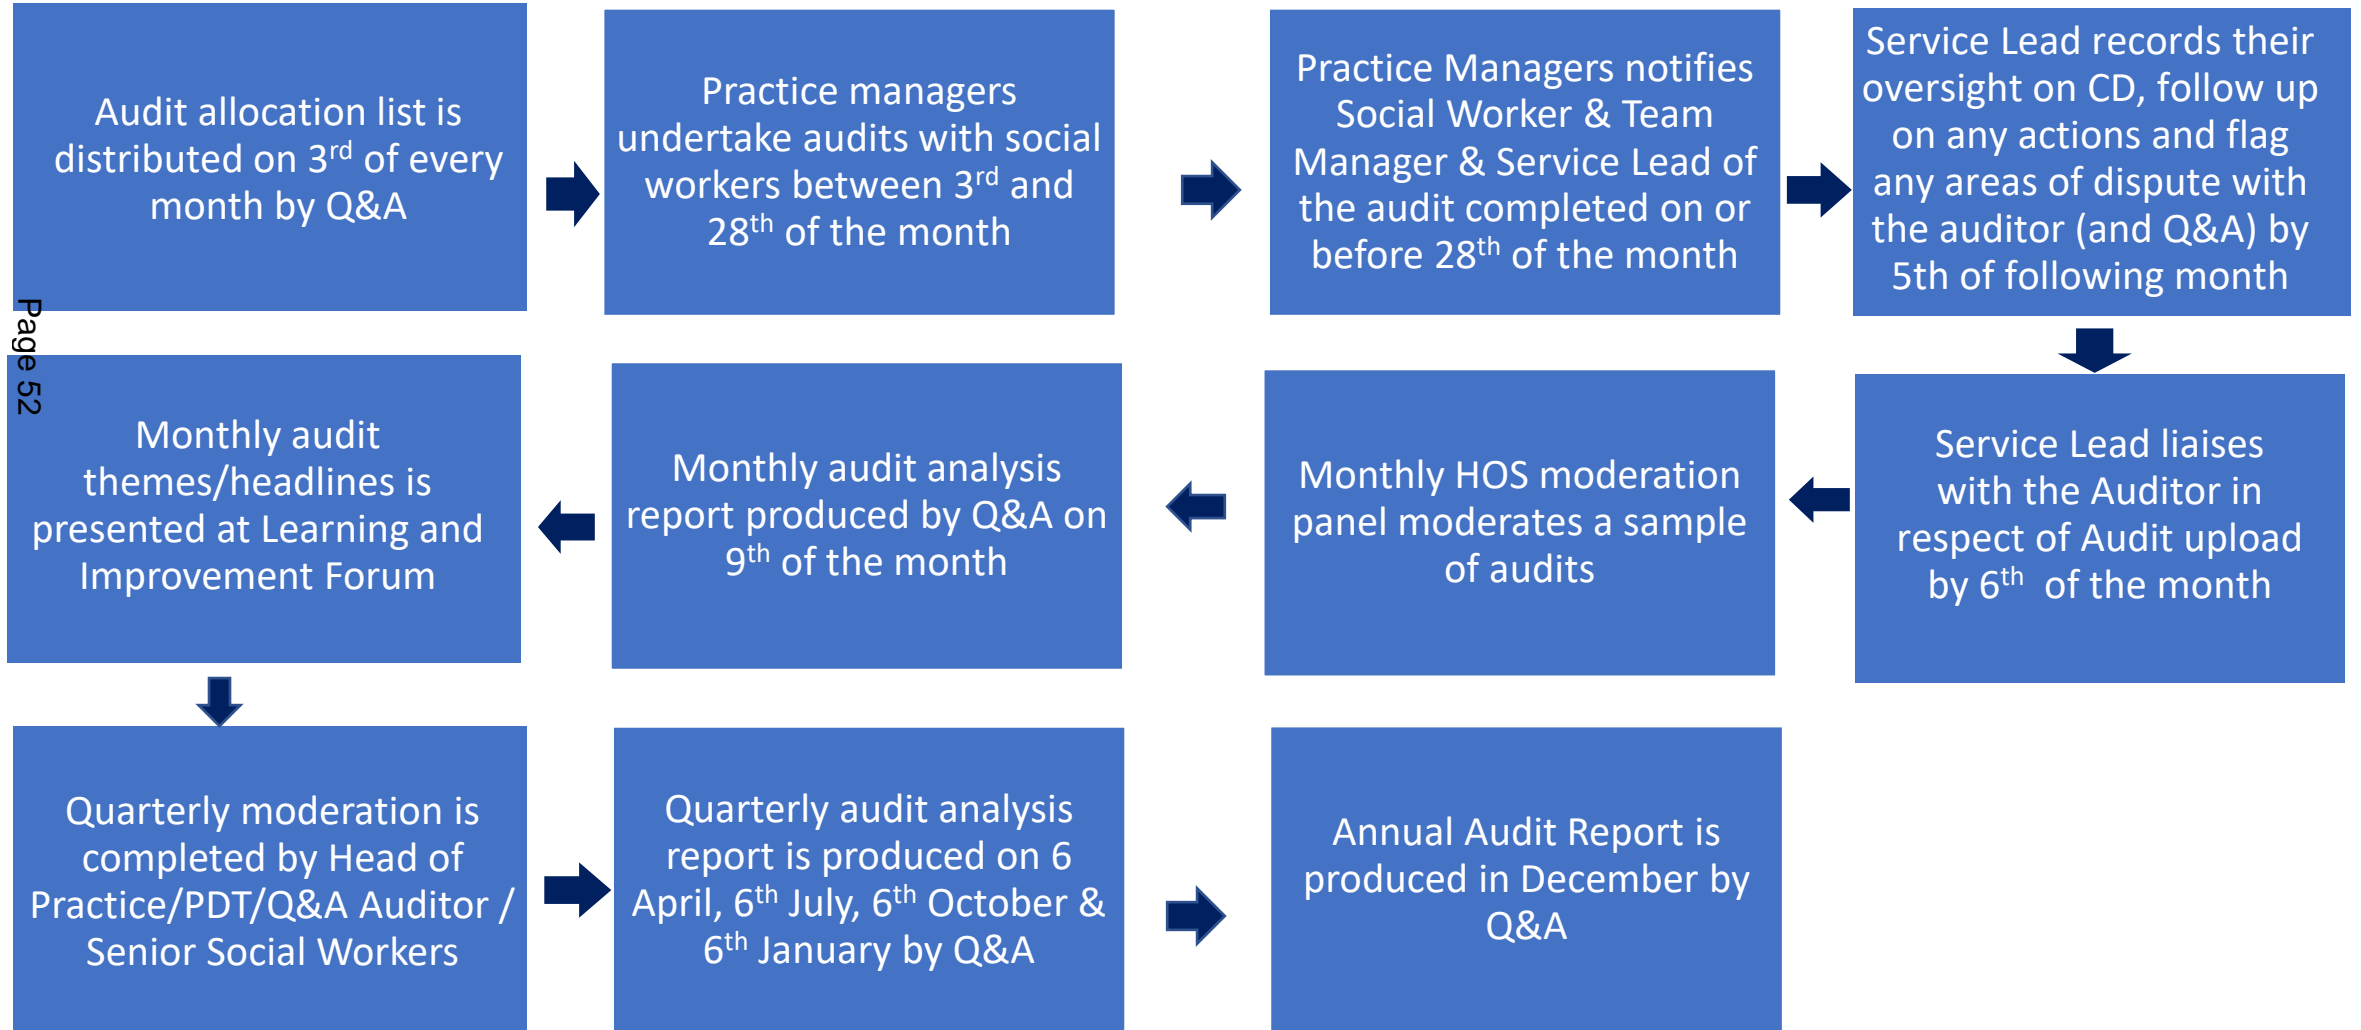 Audit allocation list is
distributed on 3rd of every
month by Q&A
Practice managers
undertake audits with social
workers between 3rd and
28th of the month
Practice Managers notifies
Social Worker & Team
Manager & Service Lead of
the audit completed on or
before 28th of the month
Service Lead records their
oversight on CD, follow up
on any actions and flag
any areas of dispute with
the auditor (and Q&A) by
5th of following month
Service Lead liaises
with the Auditor in
respect of Audit upload
by 6th of the month
Monthly HOS moderation
panel moderates a sample
of audits
Monthly audit analysis
report produced by Q&A on
9th of the month
Monthly audit
themes/headlines is
presented at Learning and
Improvement Forum
Quarterly moderation is
completed by Head of
Practice/PDT/Q&A Auditor /
Senior Social Workers
Quarterly audit analysis
report is produced on 6
April, 6th July, 6th October &
6th January by Q&A
Annual Audit Report is
produced in December by
Q&A
Page 52